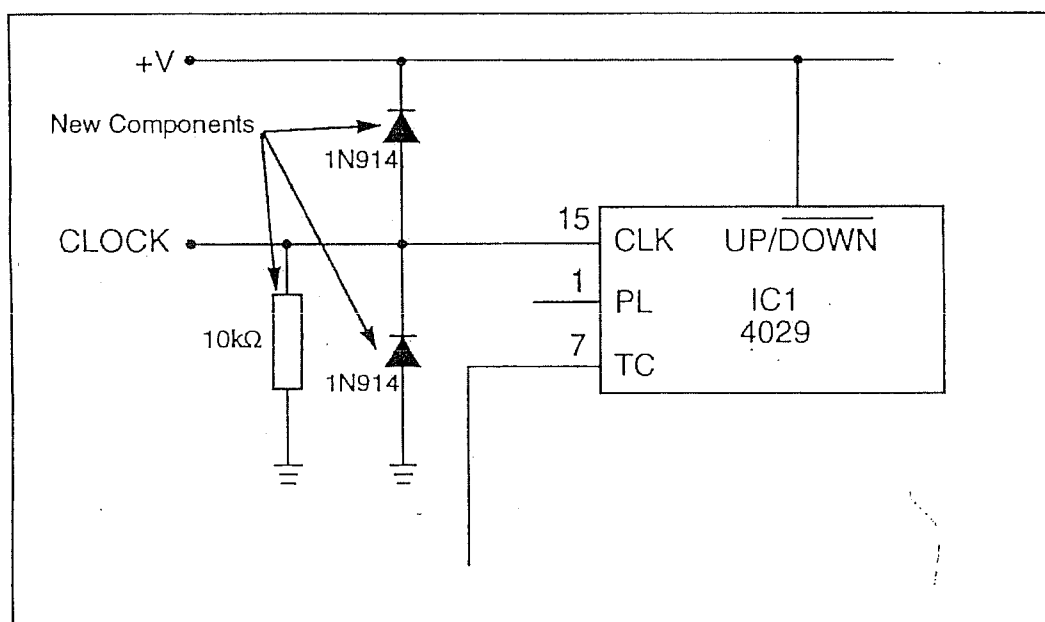 +V
New Components
1N914
CLOCK
15
CLK
UP/DOWN
1
PL
IC1
4029
10kΩ
7
TC
1N914